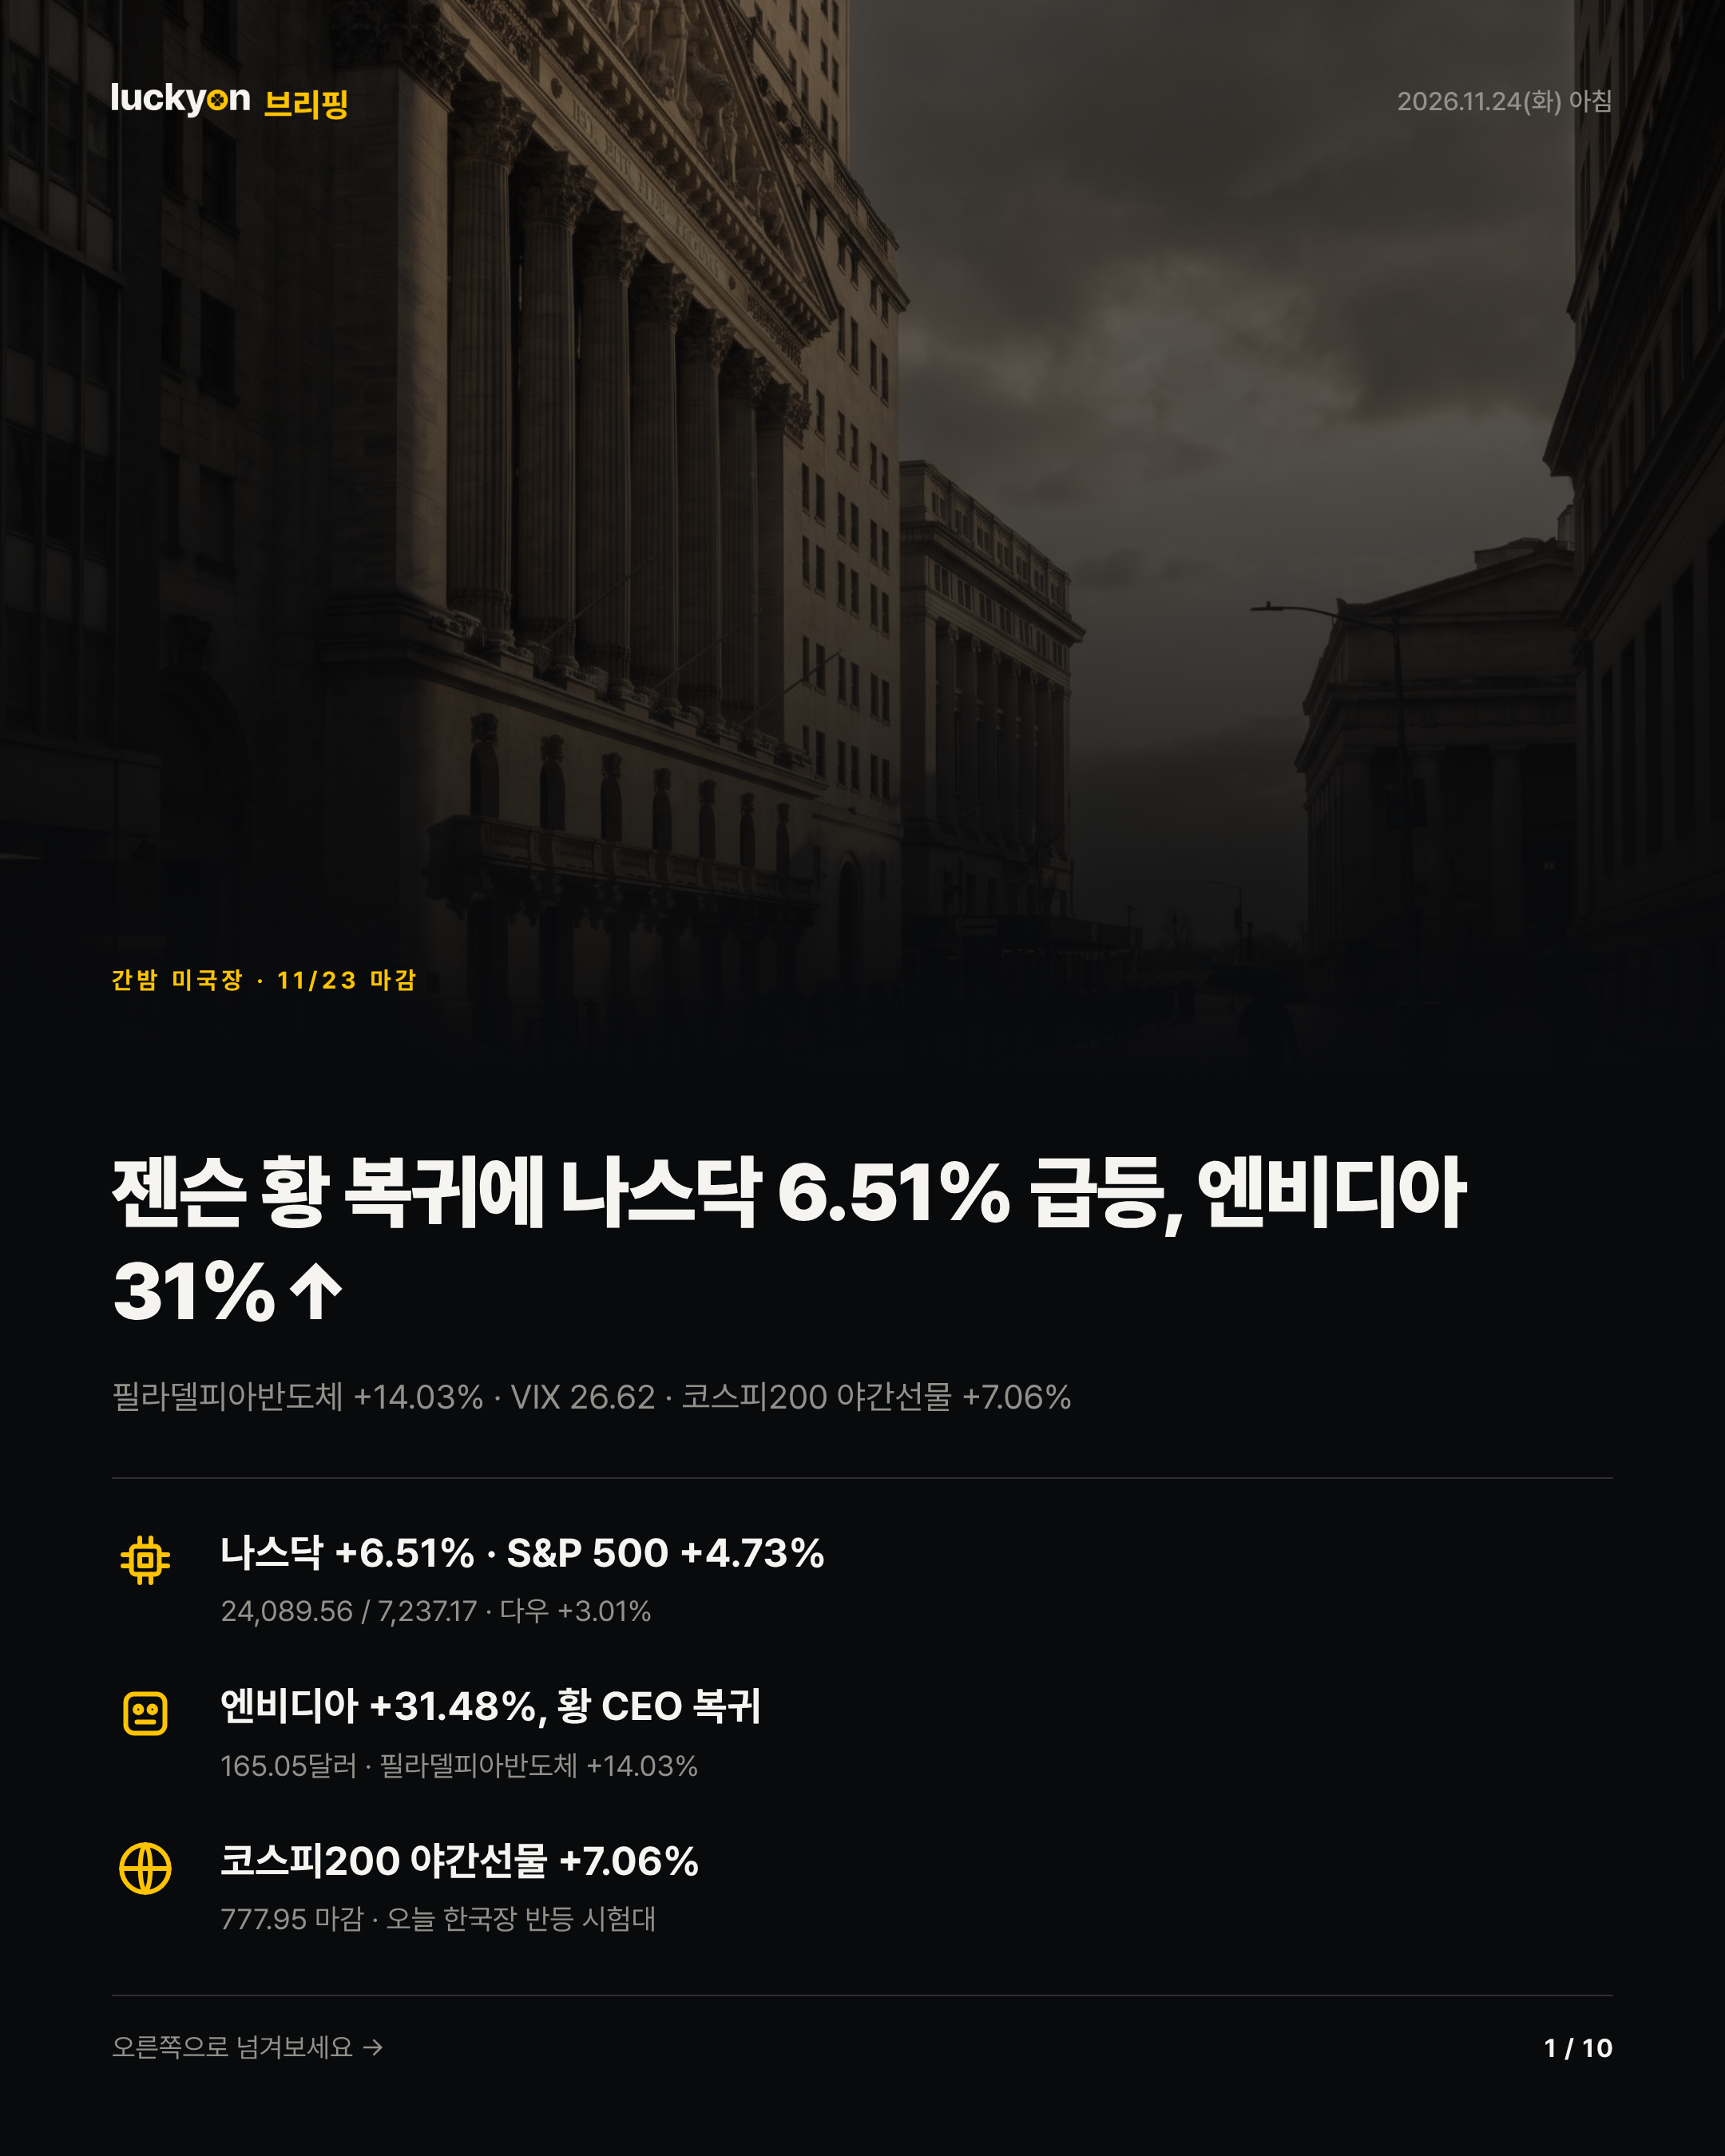 luckyon 브리핑
2026.11.24(화) 아침
간밤 미국장 · 11/23 마감
젠슨 황 복귀에 나스닥 6.51% 급등, 엔비디아
31%↑
필라델피아반도체 +14.03% · VIX 26.62 · 코스피200 야간선물 +7.06%
나스닥 +6.51% · S&P 500 +4.73%
24,089.56 / 7,237.17 · 다우 +3.01%
엔비디아 +31.48%, 황 CEO 복귀
165.05달러 · 필라델피아반도체 +14.03%
코스피200 야간선물 +7.06%
777.95 마감 · 오늘 한국장 반등 시험대
오른쪽으로 넘겨보세요 →
1 / 10